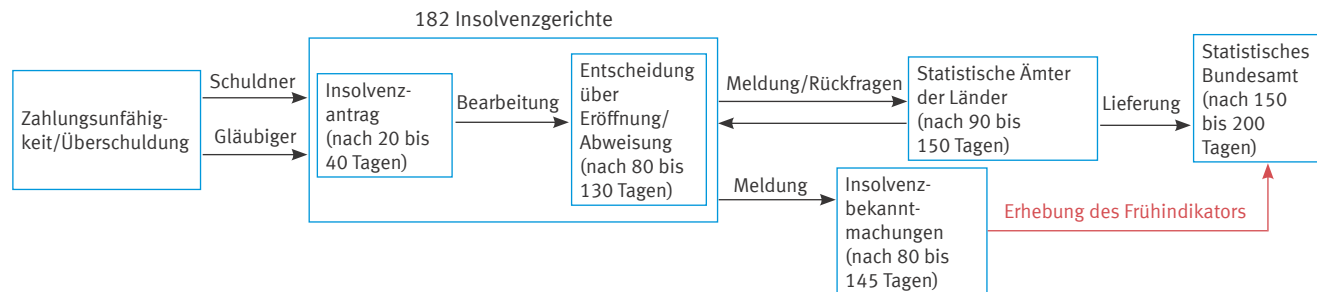 182 Insolvenzgerichte
Zahlungsunfähig-
keit/Überschuldung
Schuldner
Gläubiger
Insolvenz-
antrag
(nach 20 bis
40 Tagen)
Bearbeitung
Entscheidung
über
Eröffnung/
Abweisung
(nach 80 bis
130 Tagen)
Meldung/Rückfragen
Statistische Ämter
der Länder
(nach 90 bis
150 Tagen)
Lieferung
Statistisches
Bundesamt
(nach 150
bis 200
Tagen)
Meldung
Insolvenz-
bekannt-
machungen
(nach 80 bis
145 Tagen)
Erhebung des Frühindikators